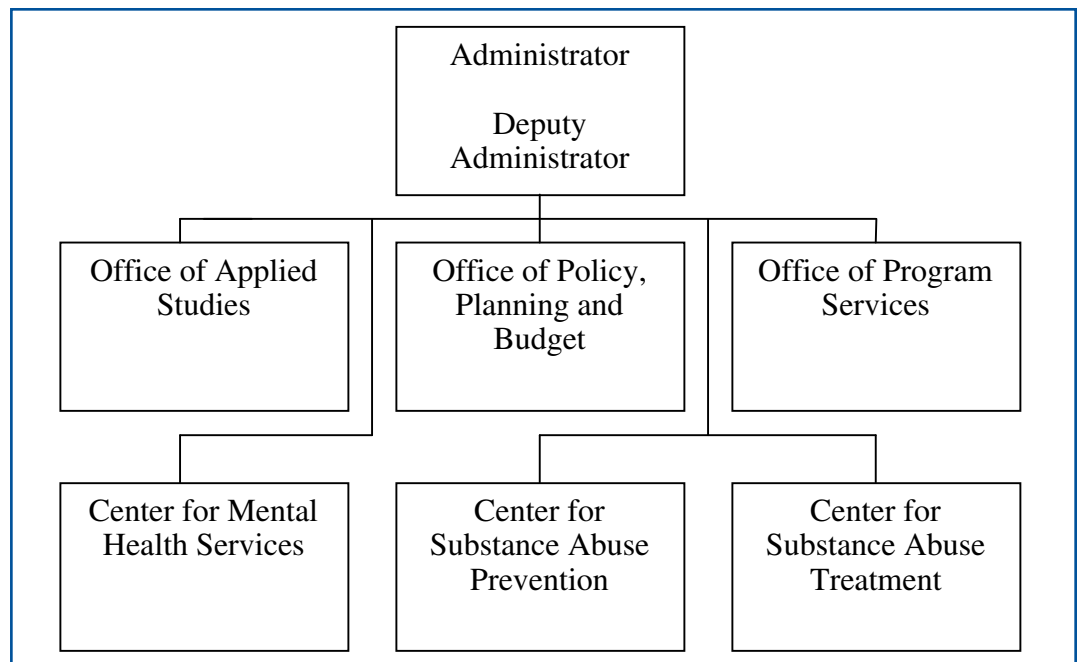 Administrator
Deputy
Administrator
Office of Applied
Studies
Office of Policy,
Planning and
Budget
Office of Program
Services
Center for Mental
Health Services
Center for
Substance Abuse
Prevention
Center for
Substance Abuse
Treatment